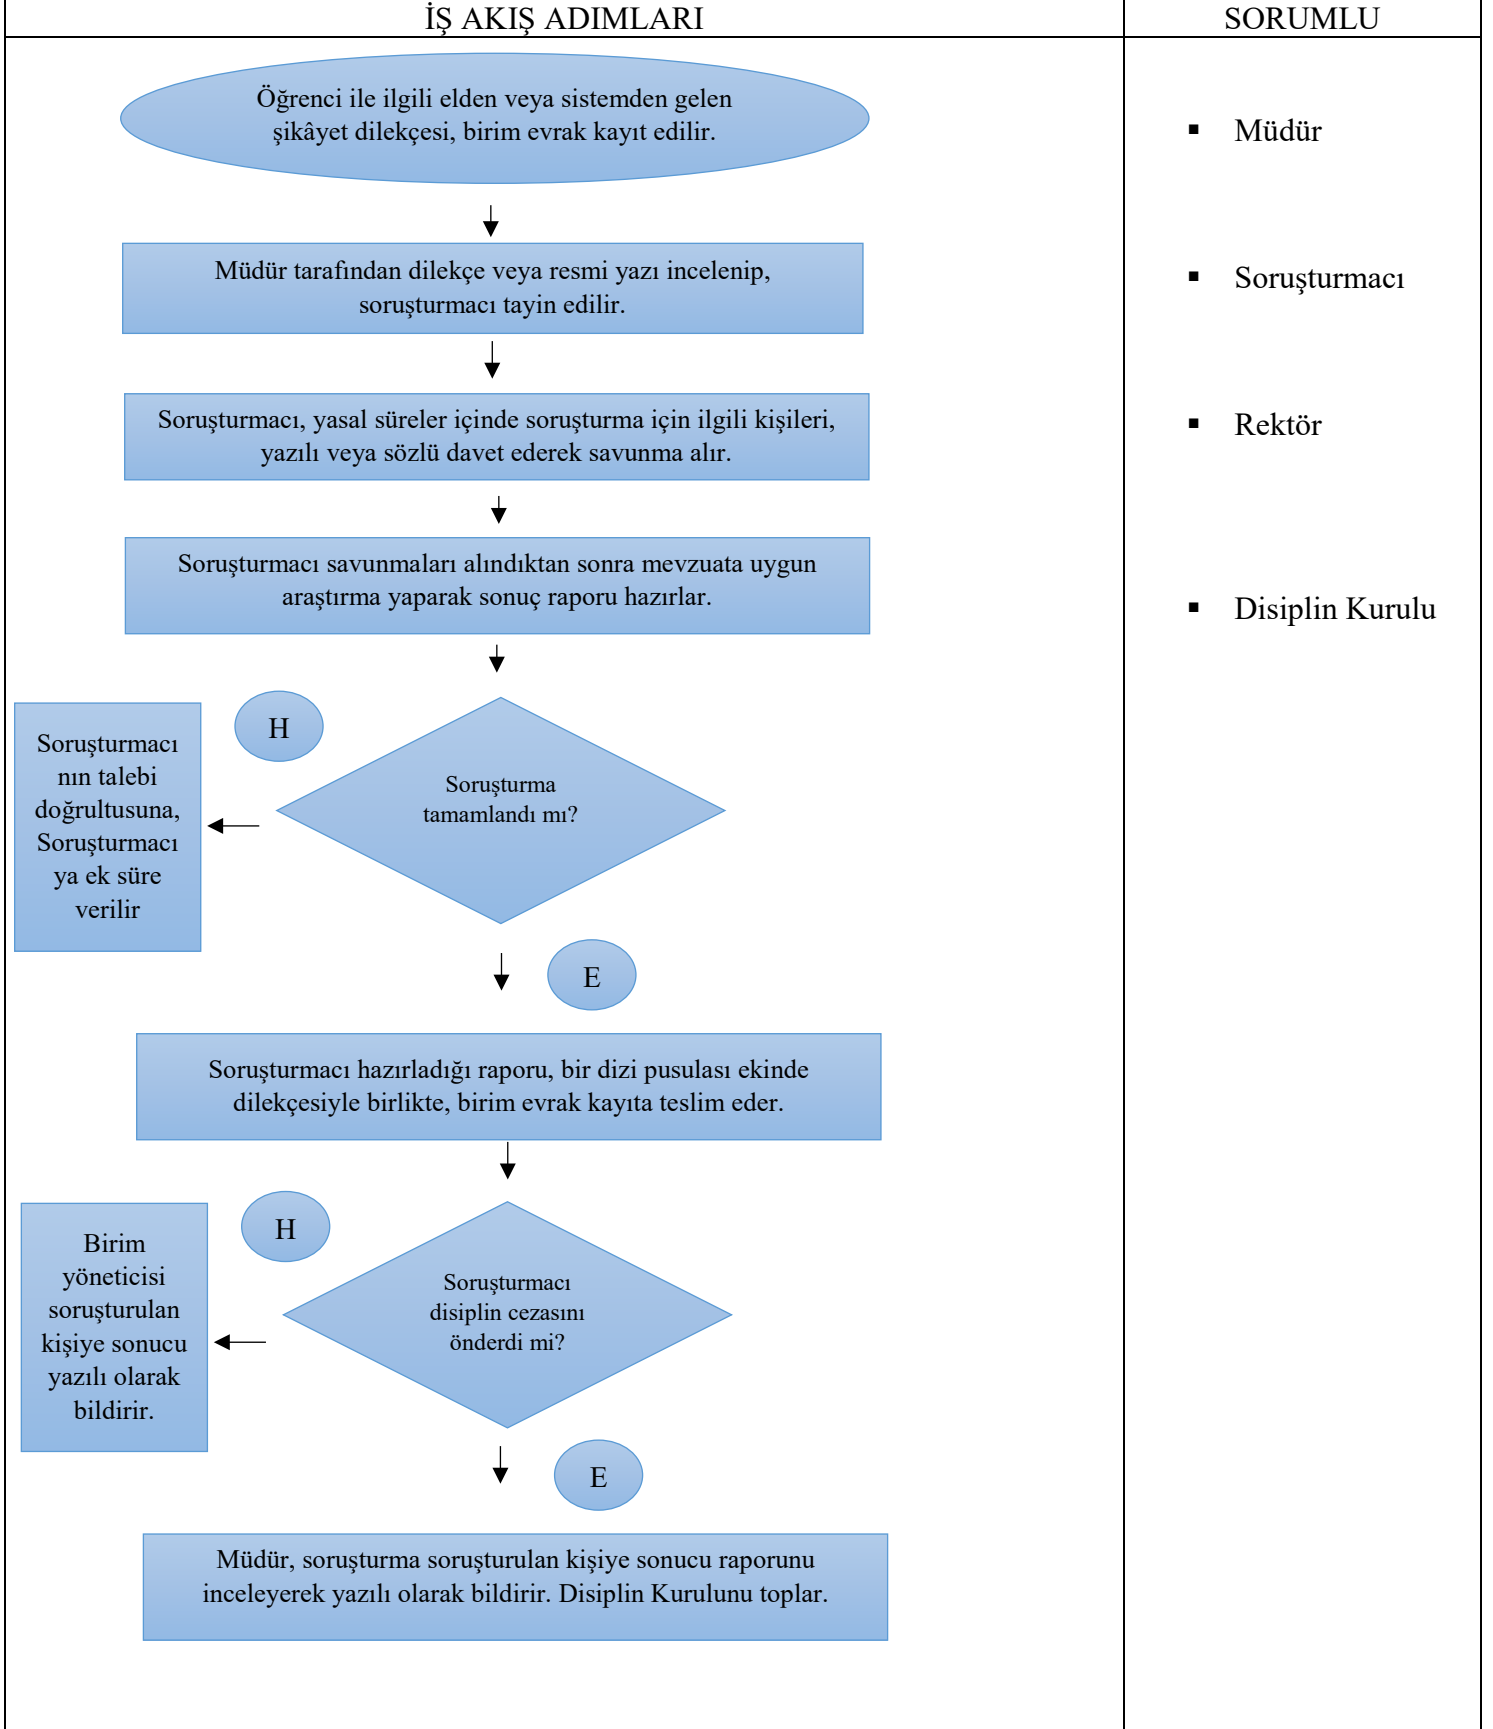 İŞ AKIŞ ADIMLARI
SORUMLU
Öğrenci ile ilgili elden veya sistemden gelen
şikâyet dilekçesi, birim evrak kayıt edilir.
Müdür tarafından dilekçe veya resmi yazı incelenip,
soruşturmacı tayin edilir.
Soruşturmacı, yasal süreler içinde soruşturma için ilgili kişileri,
yazılı veya sözlü davet ederek savunma alır.
Soruşturmacı savunmaları alındıktan sonra mevzuata uygun
araştırma yaparak sonuç raporu hazırlar.
H
Soruşturmacı
nın talebi
doğrultusuna,
Soruşturmacı
ya ek süre
verilir
Soruşturma
tamamlandı mı?
E
Soruşturmacı hazırladığı raporu, bir dizi pusulası ekinde
dilekçesiyle birlikte, birim evrak kayıta teslim eder.
H
Birim
yöneticisi
soruşturulan
kişiye sonucu
yazılı olarak
bildirir.
Soruşturmacı
disiplin cezasını
önderdi mi?
E
Müdür, soruşturma soruşturulan kişiye sonucu raporunu
inceleyerek yazılı olarak bildirir. Disiplin Kurulunu toplar.
▪ Müdür
▪ Soruşturmacı
▪ Rektör
▪ Disiplin Kurulu